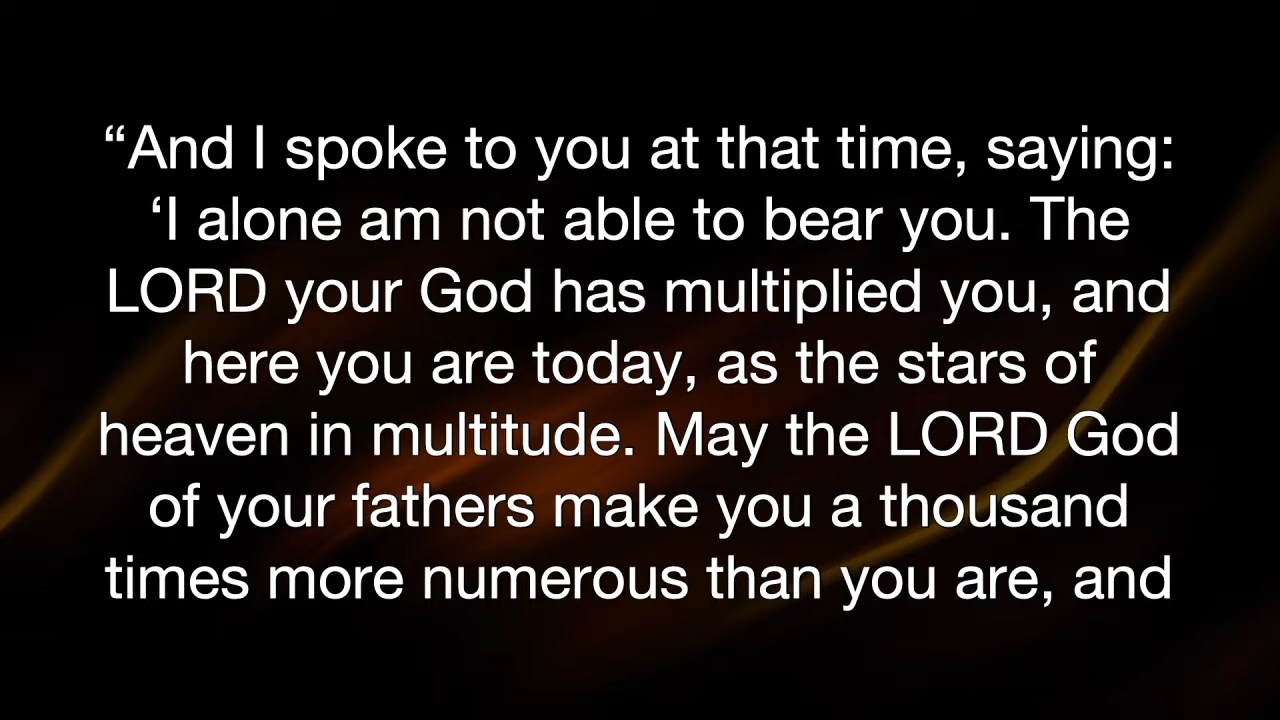 “And I spoke to you at that time, saying:
‘I alone am not able to bear you. The
LORD your God has multiplied you, and
here you are today, as the stars of
heaven in multitude. May the LORD God
of your fathers make you a thousand
times more numerous than you are, and